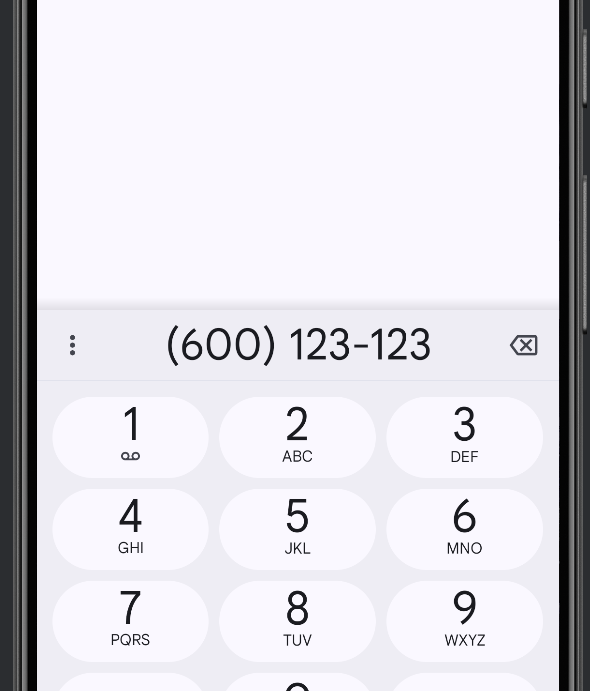 (600) 123-123
1 2 3
ABC DEF
4 5 6
GHI JKL MNO
7 8 9
PQRS TUV WXYZ